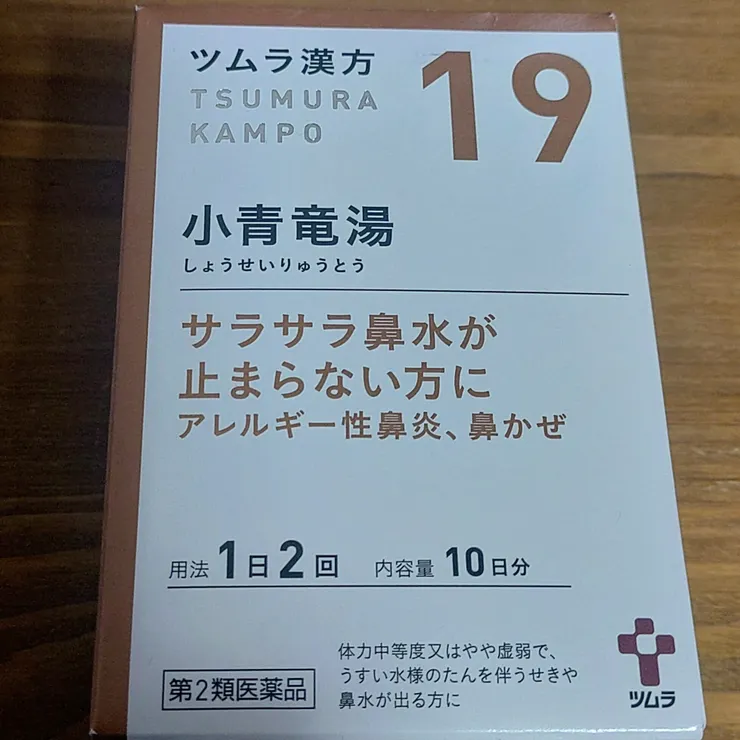 ツムラ漢方
TSUMURA
KAMPO
19
小青竜湯
しょうせいりゅうとう
サラサラ鼻水が
止まらない方に
アレルギー性鼻炎、鼻かぜ
用法 1日2回 内容量 10日分
第2類医薬品
体力中等度又はやや虚弱で、
うすい水様のたんを伴うせきや
鼻水が出る方に
ツムラ